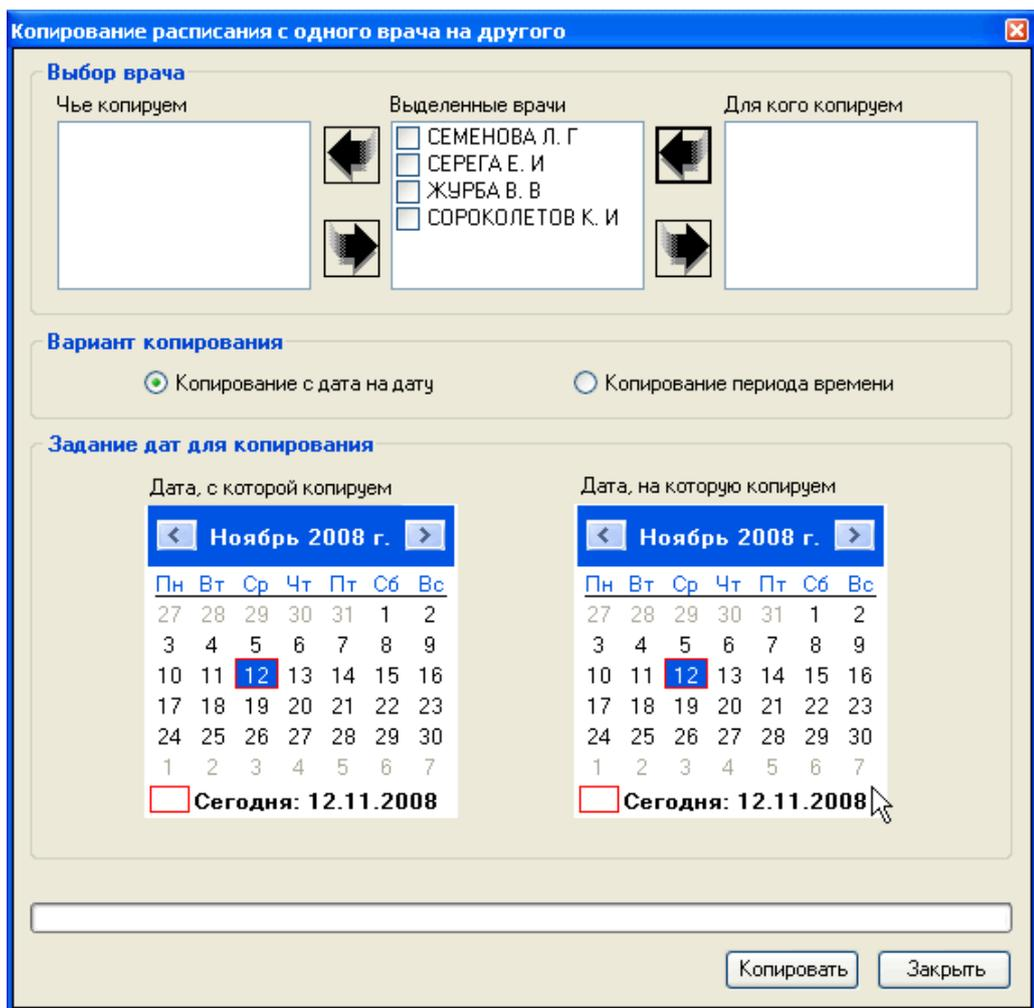 Копирование расписания с одного врача на другого
Выбор врача
Чье копируем
Выделенные врачи
Для кого копируем
СЕМЕНОВА Л. Г
СЕРЕГА Е. И
ЖУРБА В. В
СОРОКОЛЕТОВ К. И
Вариант копирования
Копирование с дата на дату
Копирование периода времени
Задание дат для копирования
Дата, с которой копируем
Ноябрь 2008 г.
Пн Вт Ср Чт Пт Сб Вс
27 28 29 30 31 1 2
3 4 5 6 7 8 9
10 11 12 13 14 15 16
17 18 19 20 21 22 23
24 25 26 27 28 29 30
1 2 3 4 5 6 7
Сегодня: 12.11.2008
Дата, на которую копируем
Ноябрь 2008 г.
Пн Вт Ср Чт Пт Сб Вс
27 28 29 30 31 1 2
3 4 5 6 7 8 9
10 11 12 13 14 15 16
17 18 19 20 21 22 23
24 25 26 27 28 29 30
1 2 3 4 5 6 7
Сегодня: 12.11.2008
Копировать
Закрыть